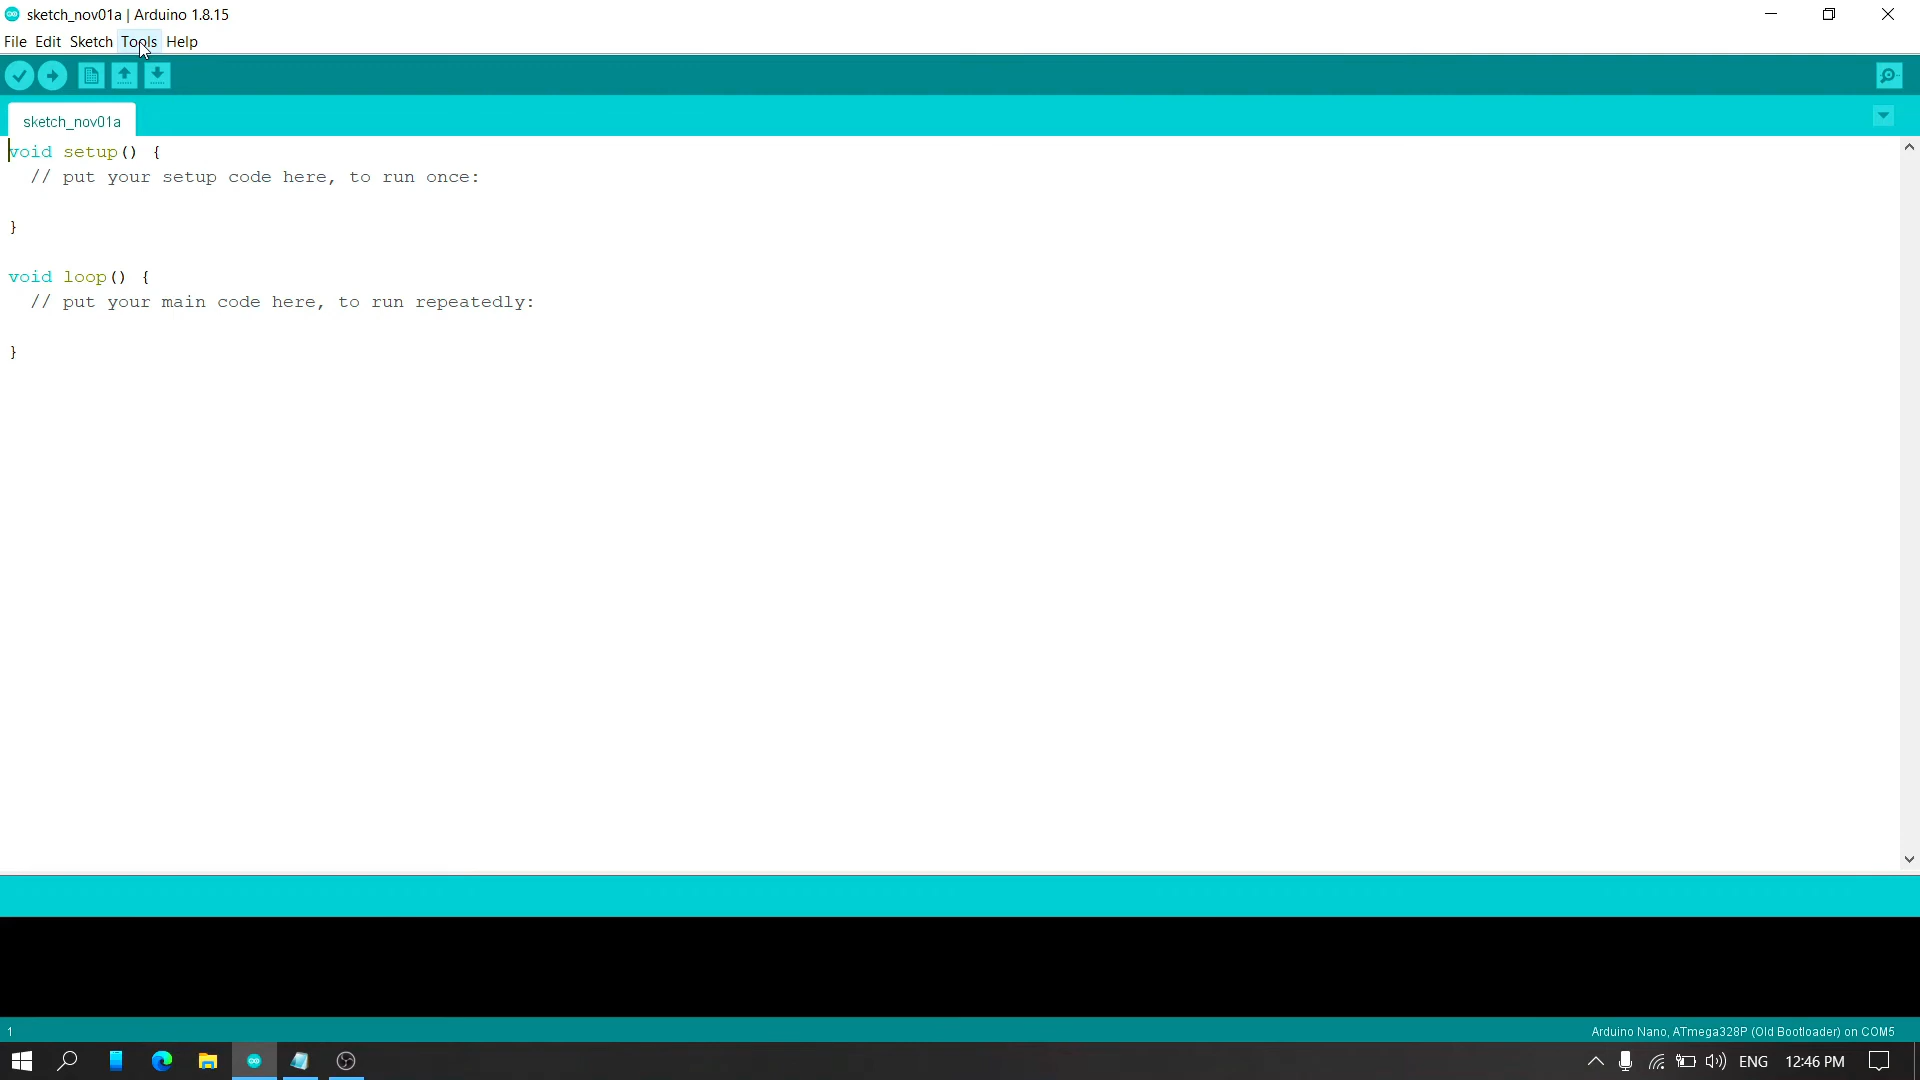 sketch_nov01a | Arduino 1.8.15
File Edit Sketch Tools Help
sketch_nov01a
void setup() {
  // put your setup code here, to run once:
}
void loop() {
  // put your main code here, to run repeatedly:
}
1
Arduino Nano, ATmega328P (Old Bootloader) on COM5
ENG 12:46 PM